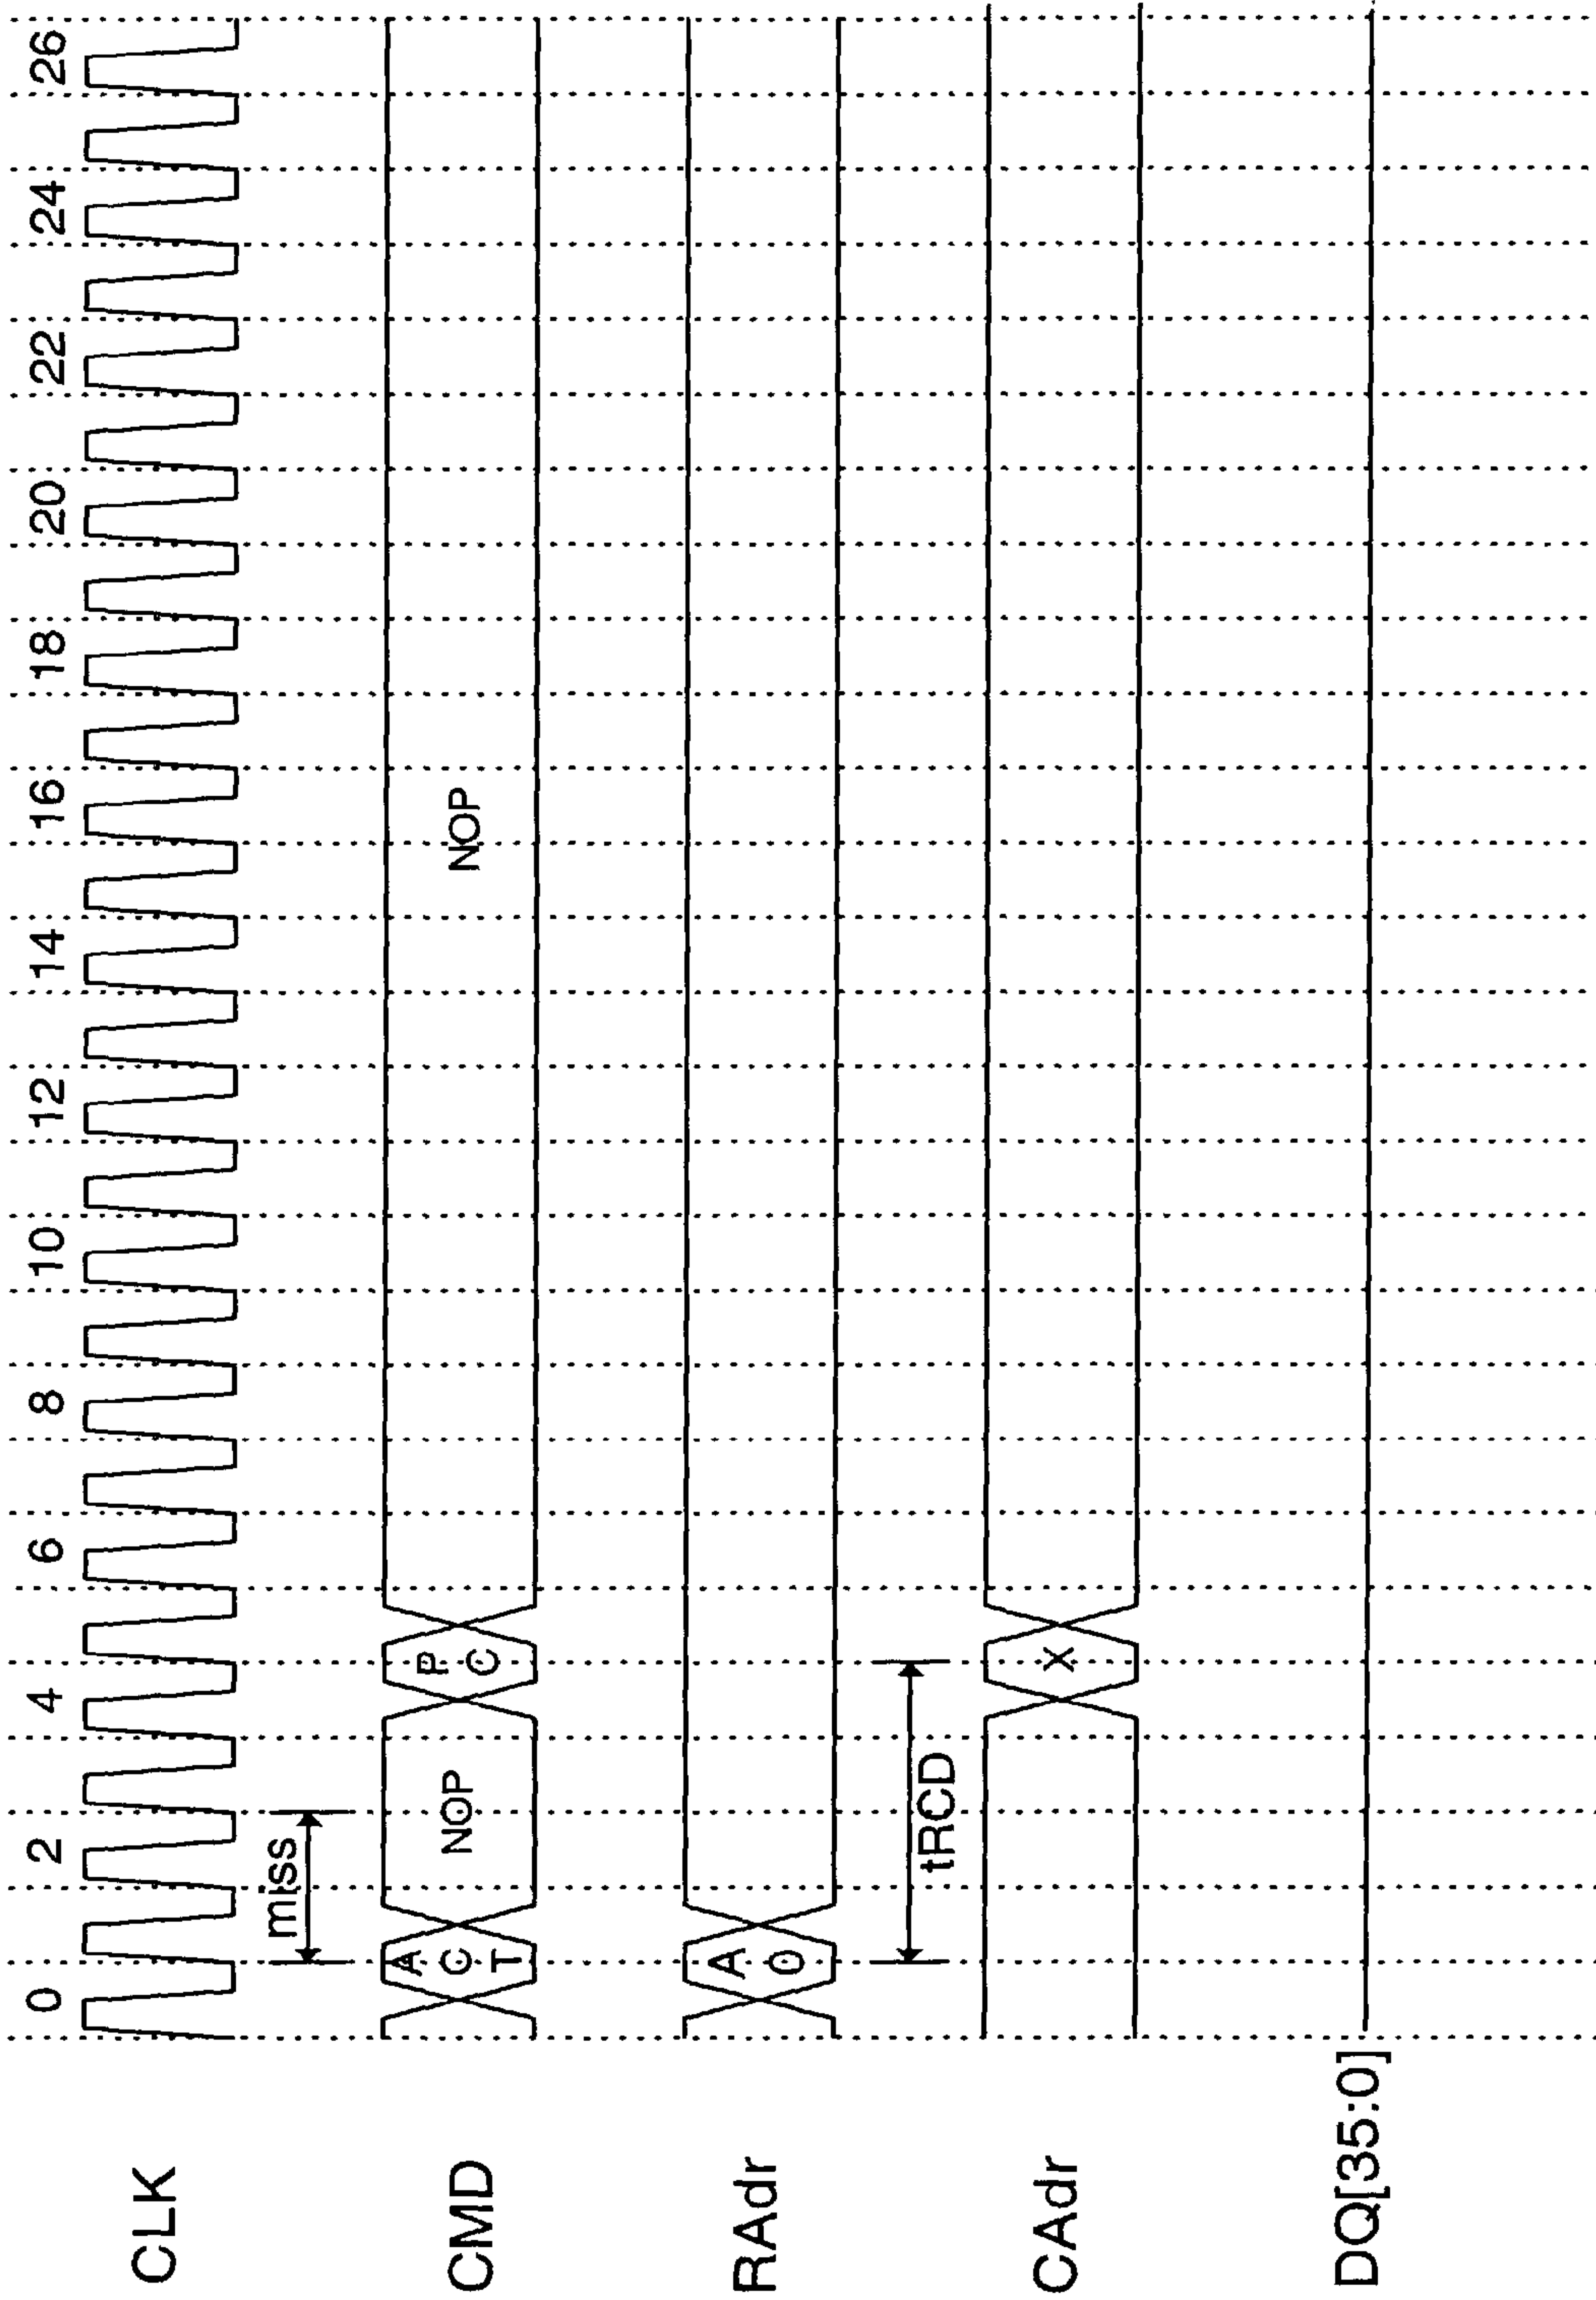 0 2 4 6 8 10 12 14 16 18 20 22 24 26
CLK
miss
CMD
ACT
NOP
PC
NOP
RAdr
A0
tRCD
CAdr
X
DQ[35:0]